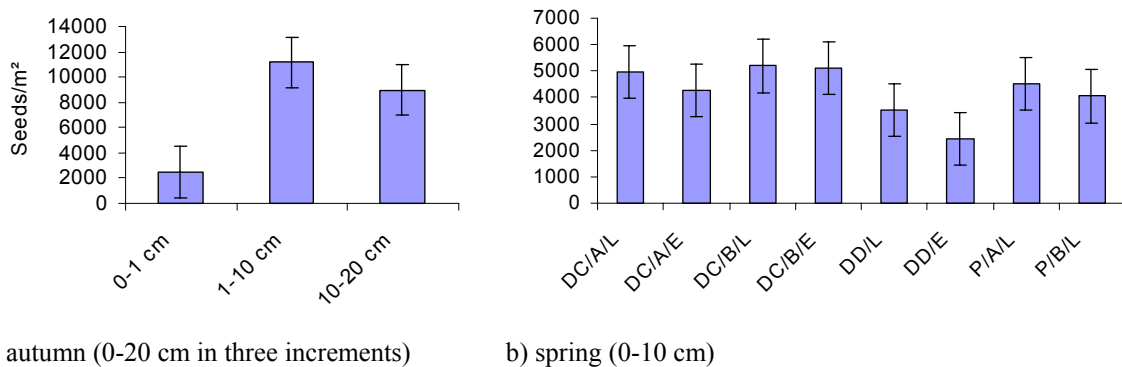 14000
12000
10000
8000
6000
4000
2000
0
Seeds/m²
0-1 cm
1-10 cm
10-20 cm
7000
6000
5000
4000
3000
2000
1000
0
DC/A/L
DC/A/E
DC/B/L
DC/B/E
DD/L
DD/E
P/A/L
P/B/L
autumn (0-20 cm in three increments)
b) spring (0-10 cm)